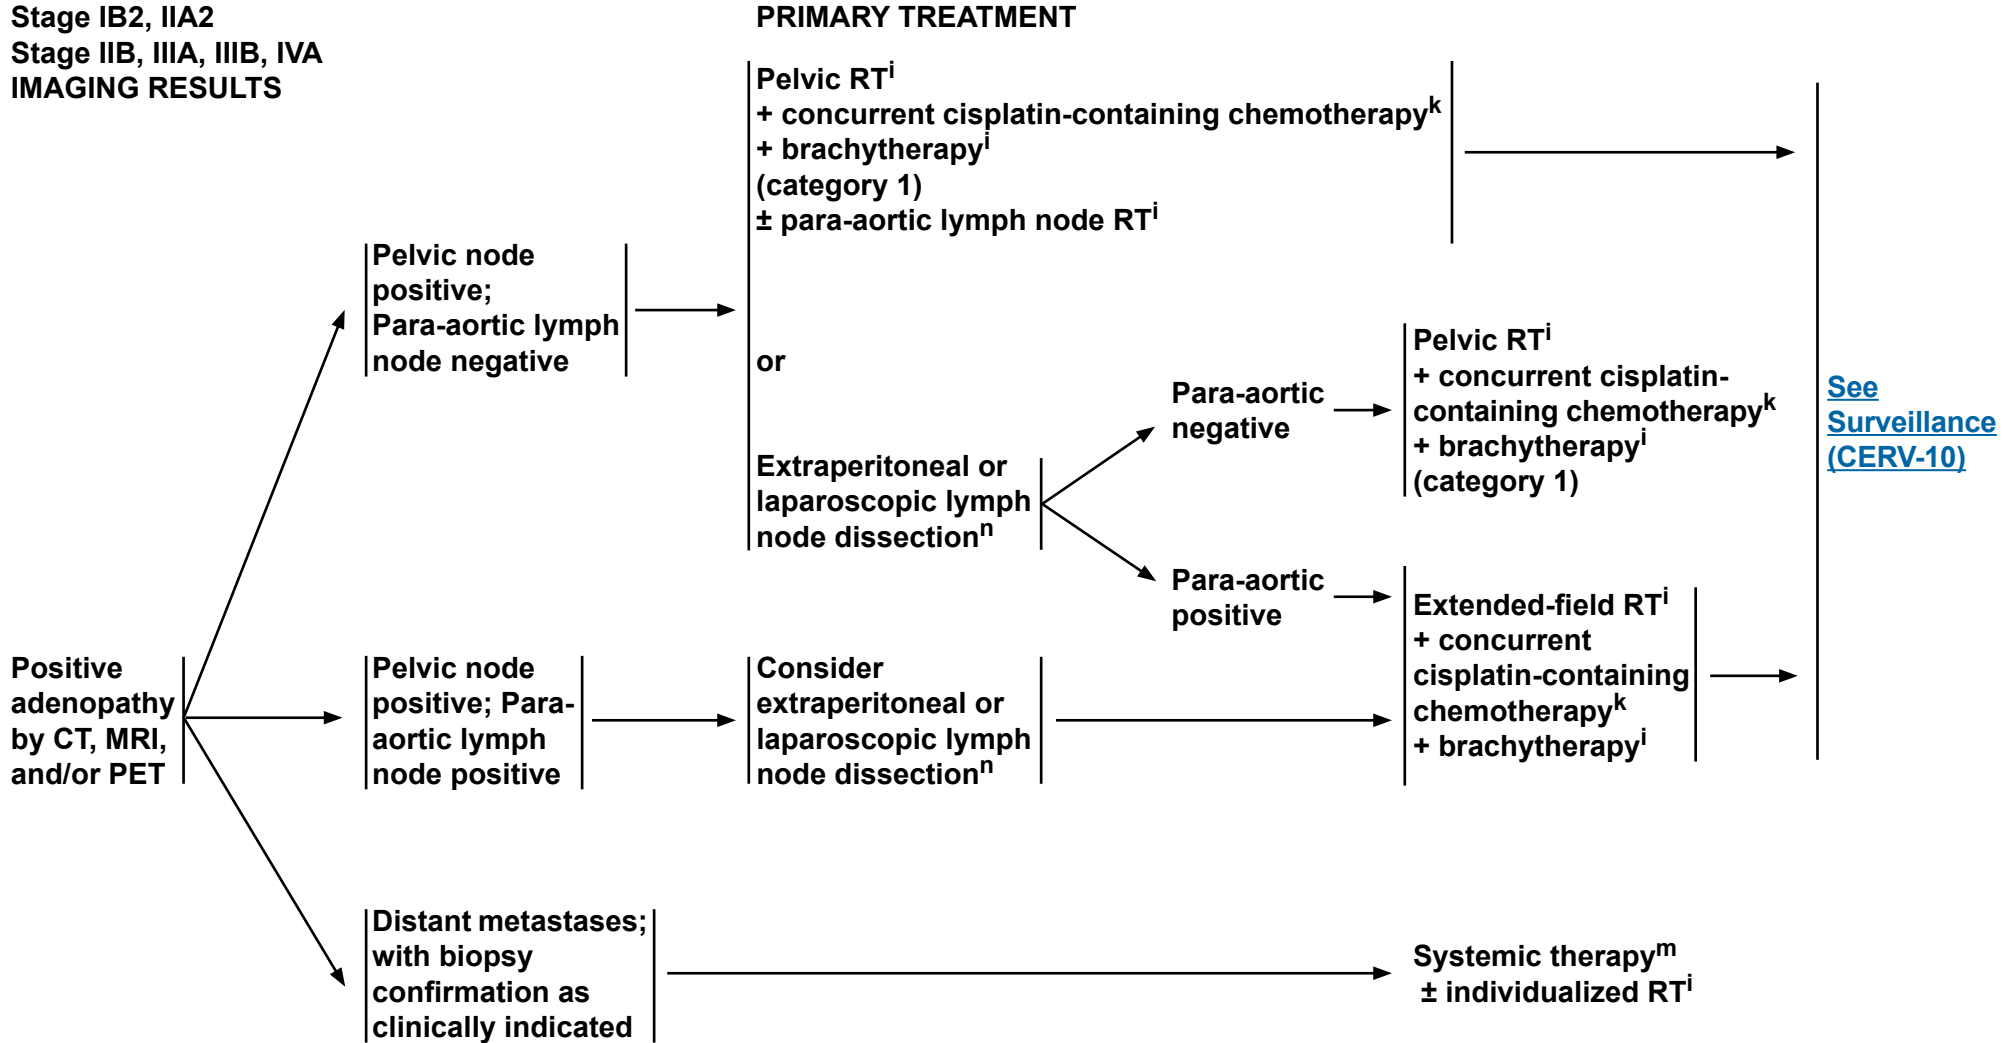 Stage IB2, IIA2
Stage IIB, IIIA, IIIB, IVA
IMAGING RESULTS
PRIMARY TREATMENT
Pelvic RTⁱ
+ concurrent cisplatin-containing chemotherapyᵏ
+ brachytherapyⁱ
(category 1)
± para-aortic lymph node RTⁱ
Pelvic node
positive;
Para-aortic lymph
node negative
or
Extraperitoneal or
laparoscopic lymph
node dissectionⁿ
Para-aortic
negative
Pelvic RTⁱ
+ concurrent cisplatin-
containing chemotherapyᵏ
+ brachytherapyⁱ
(category 1)
See
Surveillance
(CERV-10)
Para-aortic
positive
Extended-field RTⁱ
+ concurrent
cisplatin-containing
chemotherapyᵏ
+ brachytherapyⁱ
Positive
adenopathy
by CT, MRI,
and/or PET
Pelvic node
positive; Para-
aortic lymph
node positive
Consider
extraperitoneal or
laparoscopic lymph
node dissectionⁿ
Distant metastases;
with biopsy
confirmation as
clinically indicated
Systemic therapyᵐ
± individualized RTⁱ